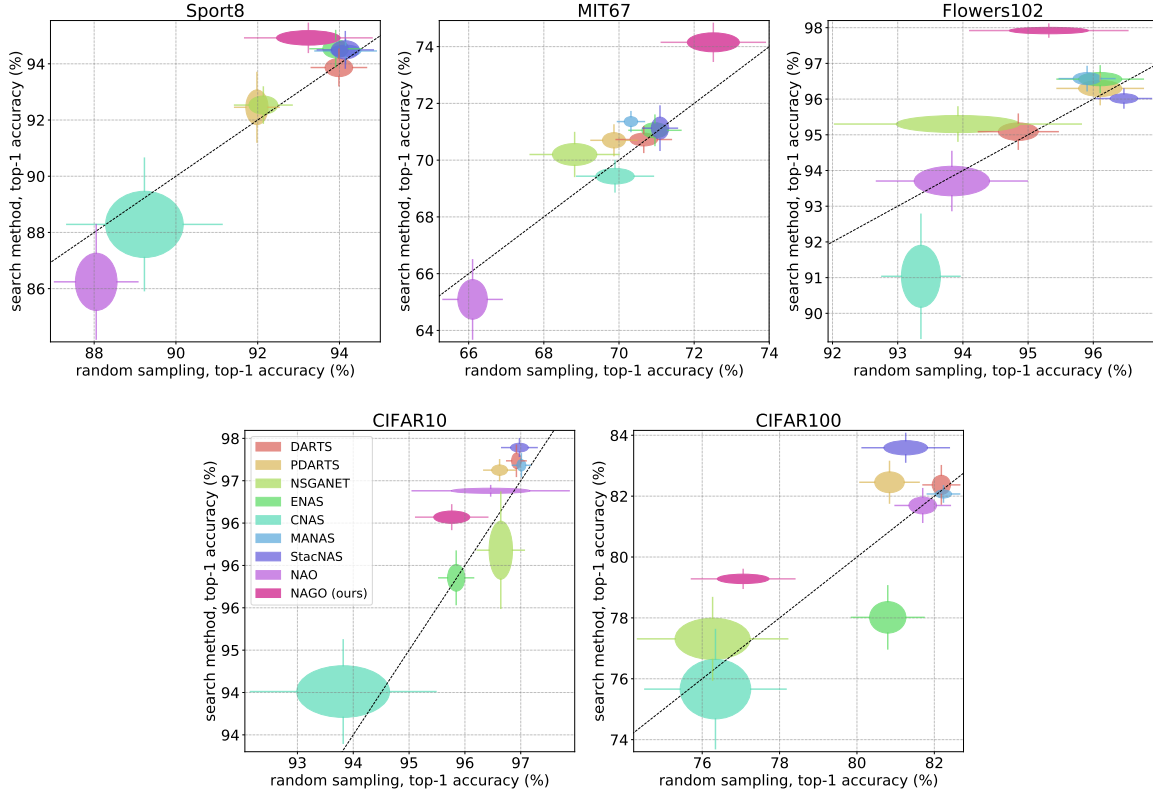 Sport8
search method, top-1 accuracy (%)
94
92
90
88
86
88 90 92 94
random sampling, top-1 accuracy (%)
MIT67
search method, top-1 accuracy (%)
74
72
70
68
66
64
66 68 70 72 74
random sampling, top-1 accuracy (%)
Flowers102
search method, top-1 accuracy (%)
98
97
96
95
94
93
92
91
90
92 93 94 95 96
random sampling, top-1 accuracy (%)
CIFAR10
search method, top-1 accuracy (%)
98
97
96
96
96
95
94
94
DARTS
PDARTS
NSGANET
ENAS
CNAS
MANAS
StacNAS
NAO
NAGO (ours)
93 94 95 96 97
random sampling, top-1 accuracy (%)
CIFAR100
search method, top-1 accuracy (%)
84
82
80
78
76
74
76 78 80 82
random sampling, top-1 accuracy (%)